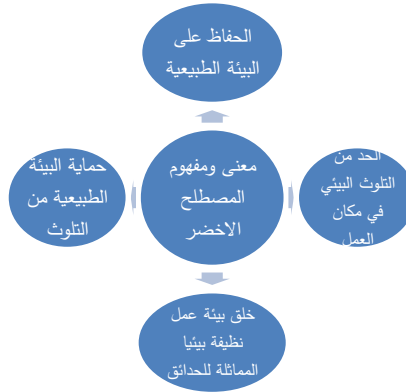 الحفاظ على
البيئة الطبيعية
معنى ومفهوم
المصطلح
الاخضر
الحد من
التلوث البيئي
في مكان
العمل
حماية البيئة
الطبيعية من
التلوث
خلق بيئة عمل
نظيفة بيئيا
المماثلة للحدائق